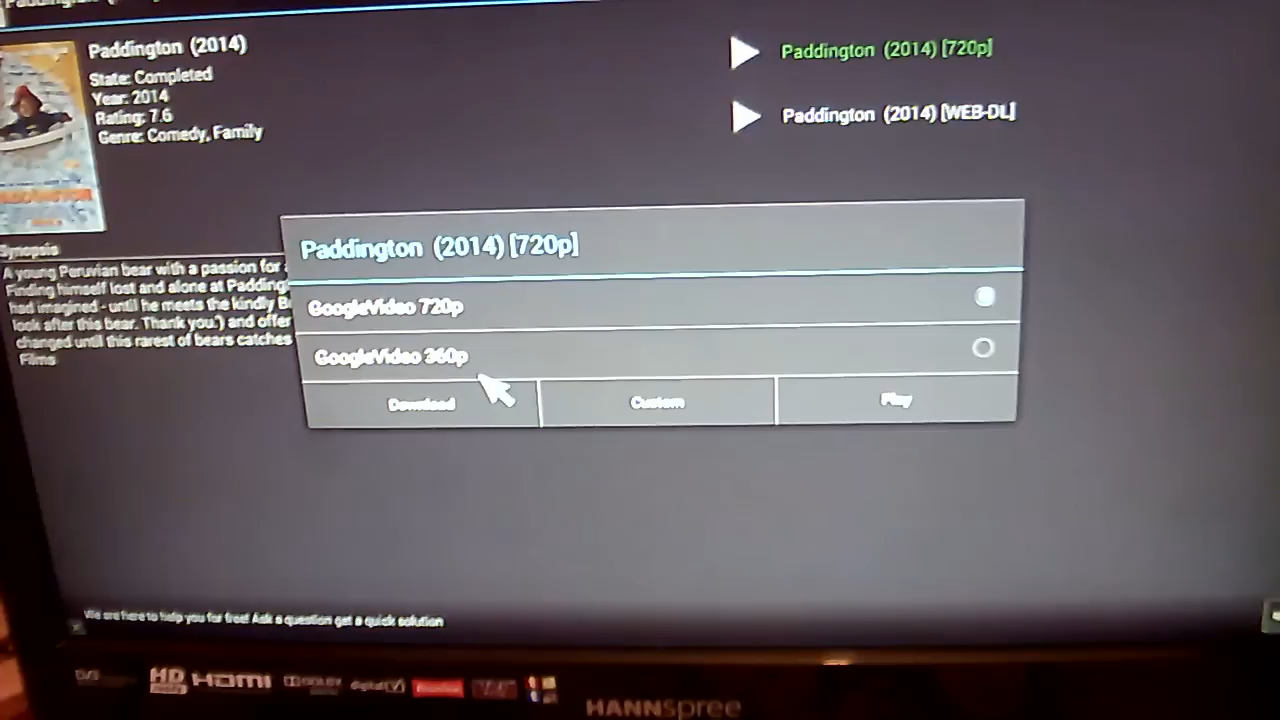 Paddington (2014)
State: Completed
Year: 2014
Rating: 7.6
Genre: Comedy, Family
Paddington (2014) [720p]
Paddington (2014) [WEB-DL]
Synopsis
A young Peruvian bear with a passion for
Finding himself lost and alone at Padding
had imagined - until he meets the kindly B
look after this bear. Thank you.') and offer
changed until this rarest of bears catches
Films
Paddington (2014) [720p]
GoogleVideo 720p
GoogleVideo 360p
Download
Custom
Play
We are here to help you for free! Ask a question get a quick solution
HD
HDMI
DOLBY
digital
HANNspree